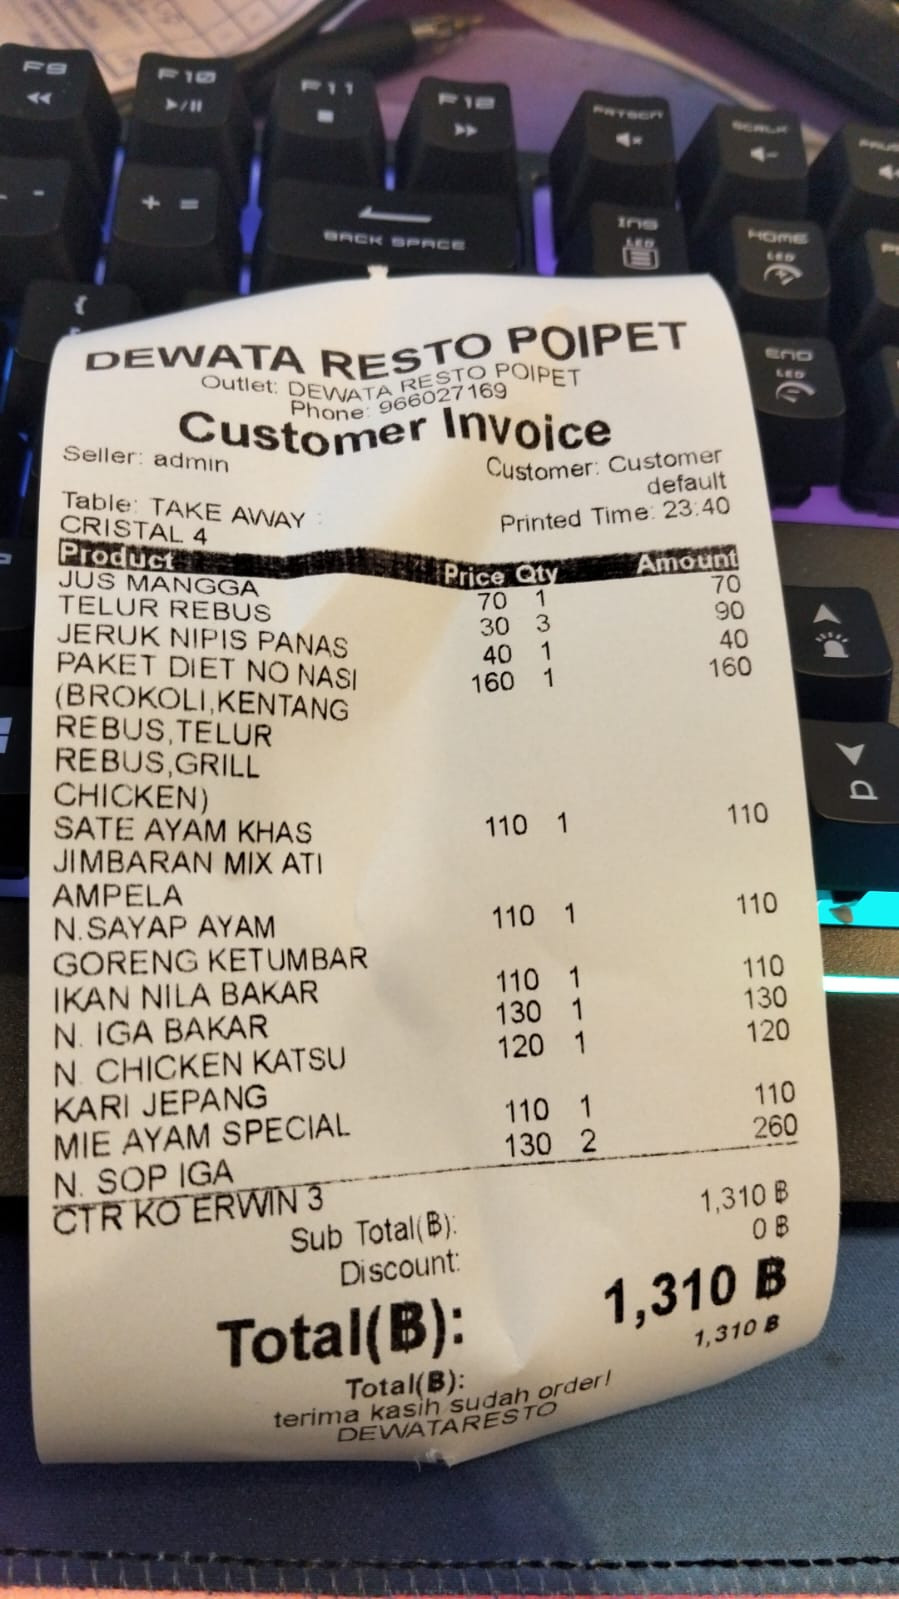 F9
F10
F11
F12
PRTSCN
SCRLK
- -
+ =
BACK SPACE
INS
LED
HOME
LED
{
END
LED
DEWATA RESTO POIPET
Outlet: DEWATA RESTO POIPET
Phone: 966027169
Customer Invoice
Seller: admin Customer: Customer
default
Table: TAKE AWAY : Printed Time: 23:40
CRISTAL 4
Product Price Qty Amount
JUS MANGGA 70 1 70
TELUR REBUS 30 3 90
JERUK NIPIS PANAS 40 1 40
PAKET DIET NO NASI 160 1 160
(BROKOLI,KENTANG
REBUS,TELUR
REBUS,GRILL
CHICKEN)
SATE AYAM KHAS 110 1 110
JIMBARAN MIX ATI
AMPELA
N.SAYAP AYAM 110 1 110
GORENG KETUMBAR
IKAN NILA BAKAR 110 1 110
N. IGA BAKAR 130 1 130
N. CHICKEN KATSU 120 1 120
KARI JEPANG
MIE AYAM SPECIAL 110 1 110
N. SOP IGA 130 2 260
CTR KO ERWIN 3
Sub Total(฿): 1,310 ฿
Discount: 0 ฿
Total(฿): 1,310 ฿
Total(฿): 1,310 ฿
terima kasih sudah order!
DEWATARESTO